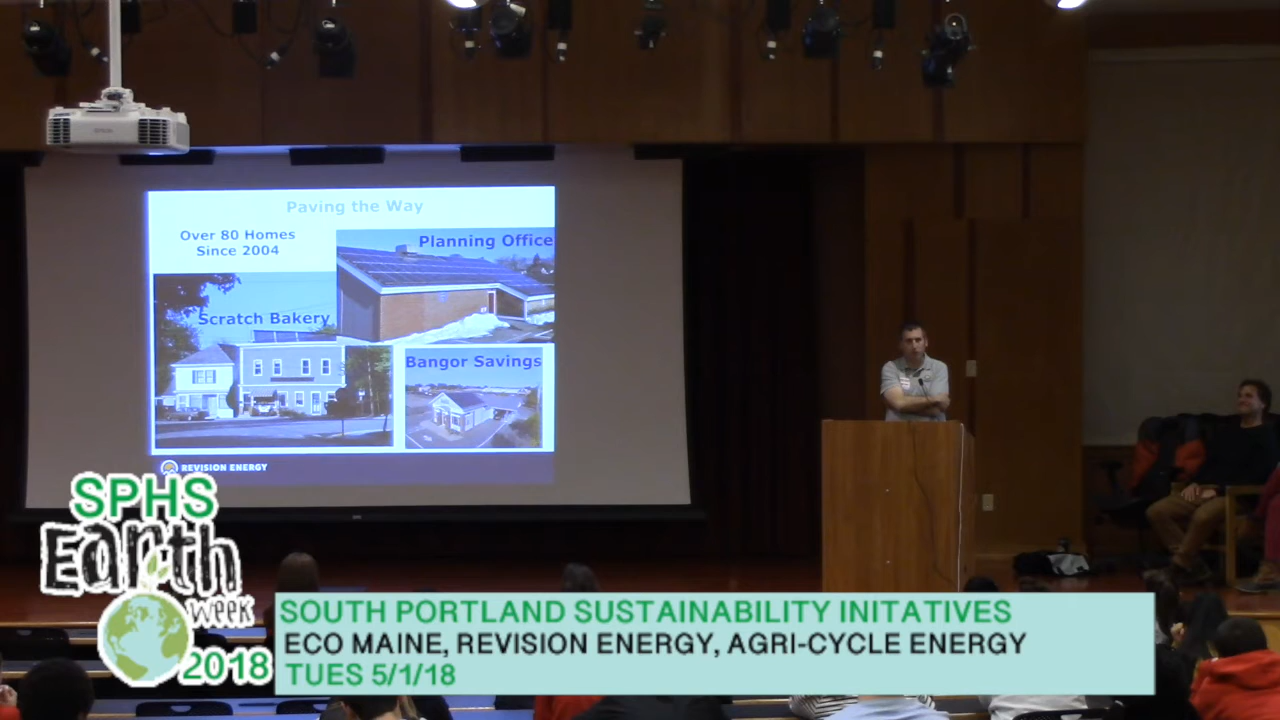 Paving the Way
Over 80 Homes
Since 2004
Planning Office
Scratch Bakery
Bangor Savings
REVISION ENERGY
SPHS
Earth
week
2018
SOUTH PORTLAND SUSTAINABILITY INITATIVES
ECO MAINE, REVISION ENERGY, AGRI-CYCLE ENERGY
TUES 5/1/18